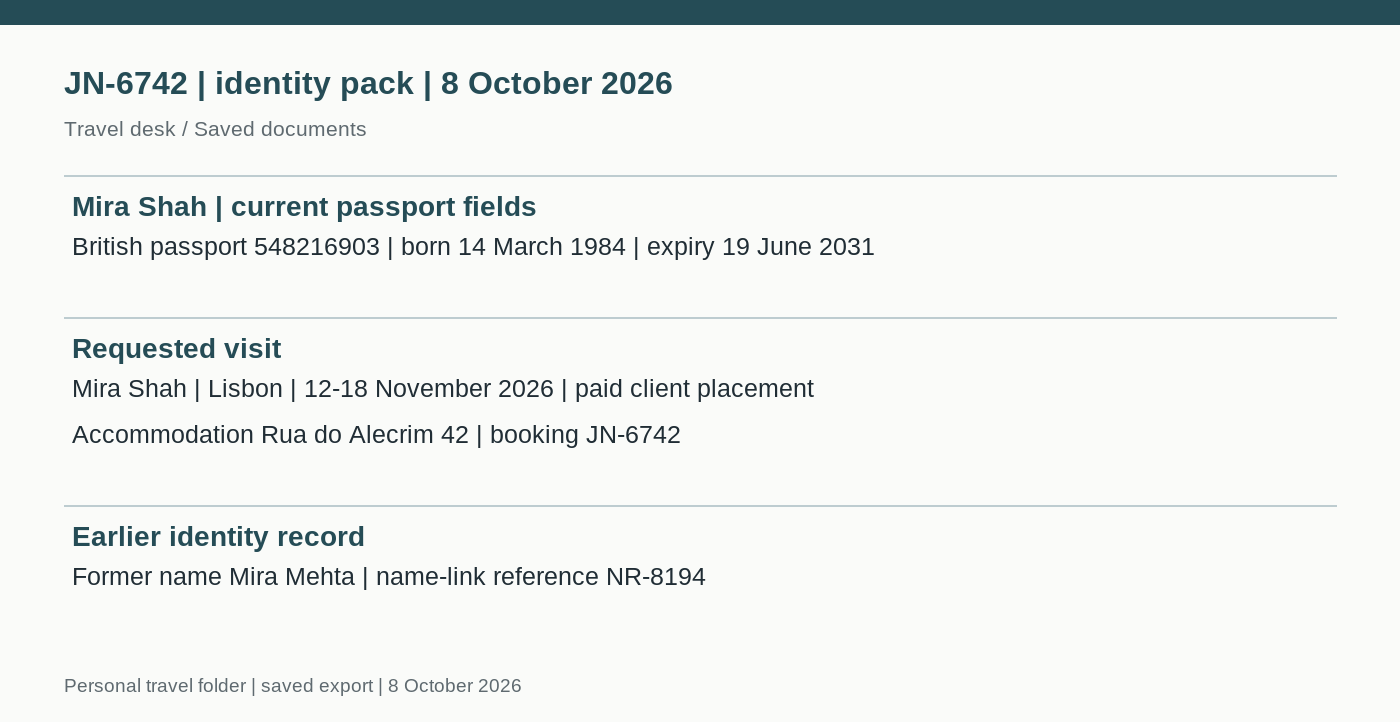 JN-6742 | identity pack | 8 October 2026
Travel desk / Saved documents
Mira Shah | current passport fields
British passport 548216903 | born 14 March 1984 | expiry 19 June 2031
Requested visit
Mira Shah | Lisbon | 12-18 November 2026 | paid client placement
Accommodation Rua do Alecrim 42 | booking JN-6742
Earlier identity record
Former name Mira Mehta | name-link reference NR-8194
Personal travel folder | saved export | 8 October 2026